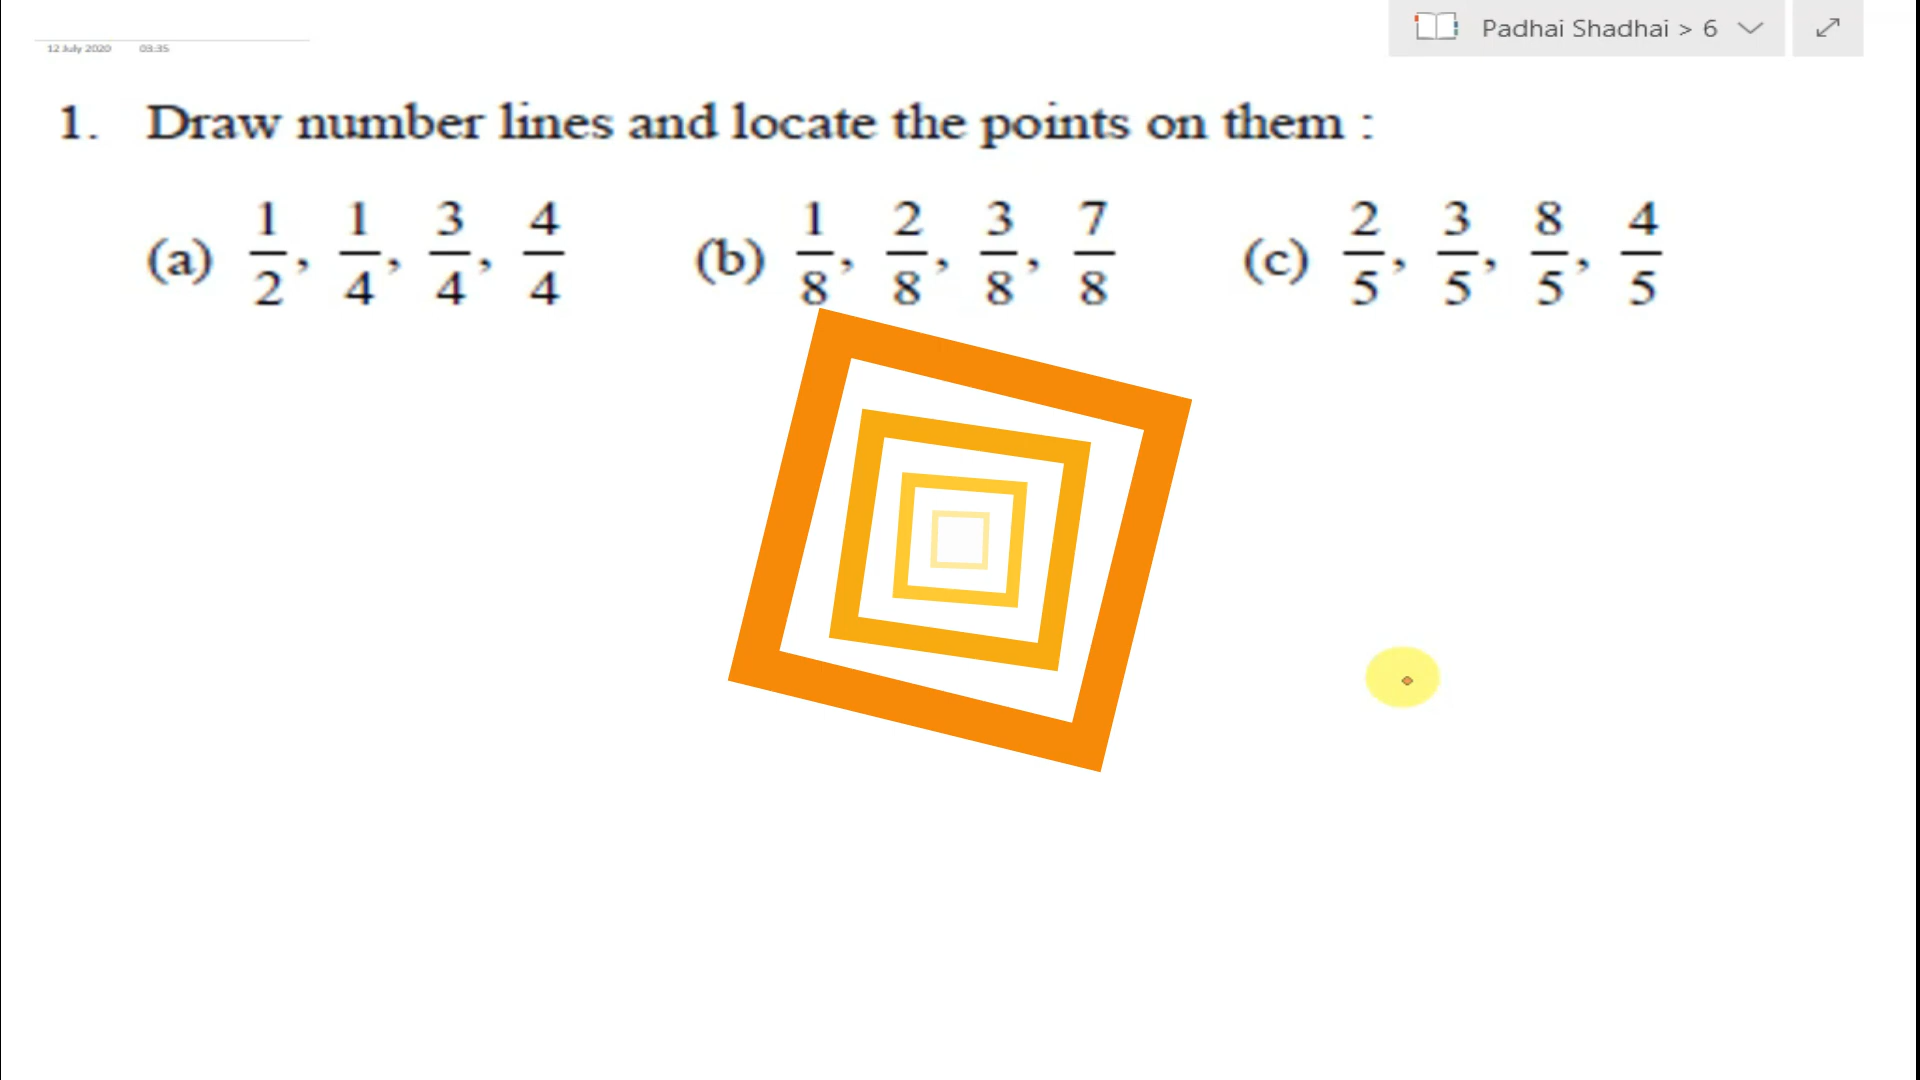 Padhai Shadhai > 6
12 July 2020 03:35
1. Draw number lines and locate the points on them :
(a) 1/2, 1/4, 3/4, 4/4 (b) 1/8, 2/8, 3/8, 7/8 (c) 2/5, 3/5, 8/5, 4/5